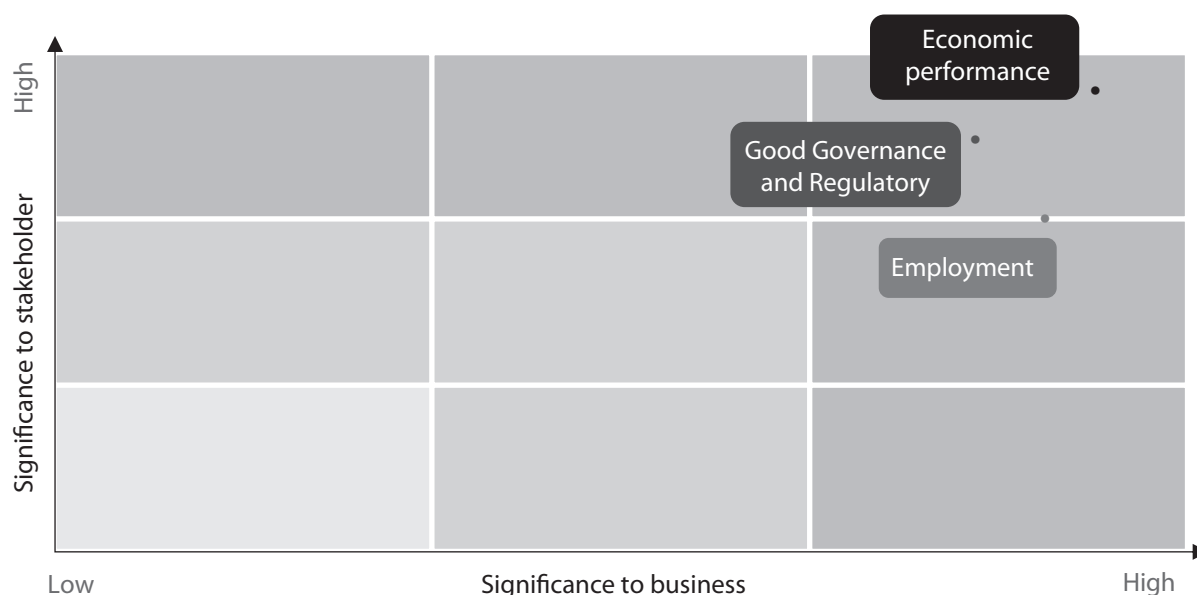 Economic
performance
High
Good Governance
and Regulatory
Significance to stakeholder
Employment
Low
Significance to business
High